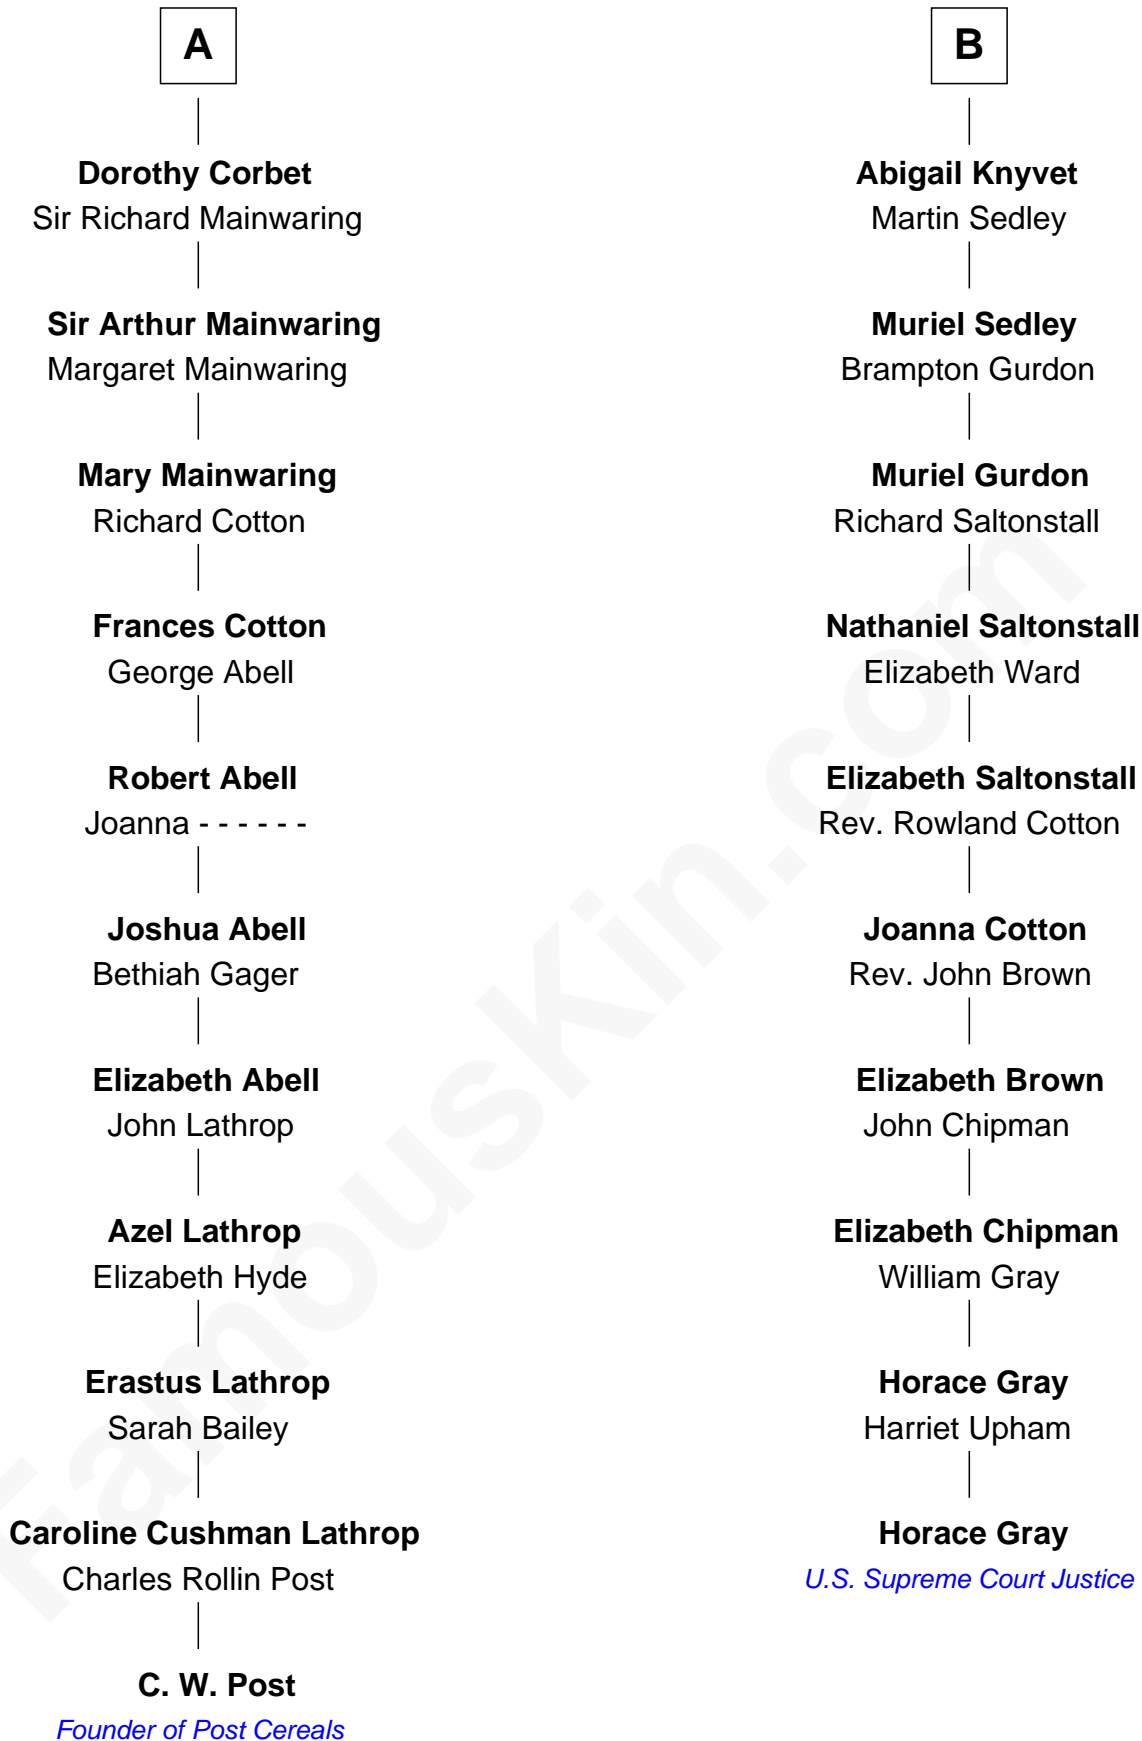 A
Dorothy Corbet
Sir Richard Mainwaring
Sir Arthur Mainwaring
Margaret Mainwaring
Mary Mainwaring
Richard Cotton
Frances Cotton
George Abell
Robert Abell
Joanna - - - - - -
Joshua Abell
Bethiah Gager
Elizabeth Abell
John Lathrop
Azel Lathrop
Elizabeth Hyde
Erastus Lathrop
Sarah Bailey
Caroline Cushman Lathrop
Charles Rollin Post
C. W. Post
Founder of Post Cereals
B
Abigail Knyvet
Martin Sedley
Muriel Sedley
Brampton Gurdon
Muriel Gurdon
Richard Saltonstall
Nathaniel Saltonstall
Elizabeth Ward
Elizabeth Saltonstall
Rev. Rowland Cotton
Joanna Cotton
Rev. John Brown
Elizabeth Brown
John Chipman
Elizabeth Chipman
William Gray
Horace Gray
Harriet Upham
Horace Gray
U.S. Supreme Court Justice
FamousKin.com